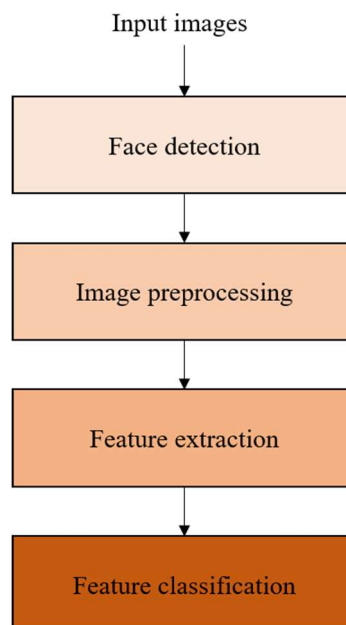 Input images
Face detection
Image preprocessing
Feature extraction
Feature classification